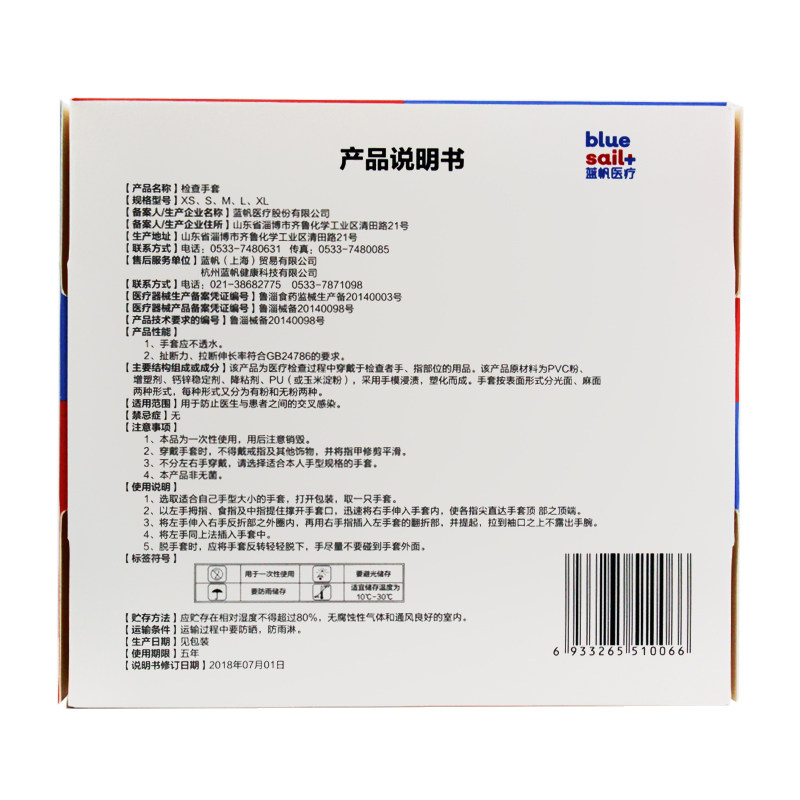 产品说明书
blue
sail+
蓝帆医疗
【产品名称】检查手套
【规格型号】XS、S、M、L、XL
【备案人/生产企业名称】蓝帆医疗股份有限公司
【备案人/生产企业住所】山东省淄博市齐鲁化学工业区清田路21号
【生产地址】山东省淄博市齐鲁化学工业区清田路21号
【联系方式】电话：0533-7480631 传真：0533-7480085
【售后服务单位】蓝帆（上海）贸易有限公司
杭州蓝帆健康科技有限公司
【联系方式】电话：021-38682775 0533-7871098
【医疗器械生产备案凭证编号】鲁淄食药监械生产备20140003号
【医疗器械产品备案凭证编号】鲁淄械备20140098号
【产品技术要求的编号】鲁淄械备20140098号
【产品性能】
1、手套应不透水。
2、扯断力、拉断伸长率符合GB24786的要求。
【主要结构组成或成分】该产品为医疗检查过程中穿戴于检查者手、指部位的用品。该产品原材料为PVC粉、
增塑剂、钙锌稳定剂、降粘剂、PU（或玉米淀粉），采用手模浸渍，塑化而成。手套按表面形式分光面、麻面
两种形式，每种形式又分为有粉和无粉两种。
【适用范围】用于防止医生与患者之间的交叉感染。
【禁忌症】无
【注意事项】
1、本品为一次性使用，用后注意销毁。
2、穿戴手套时，不得戴戒指及其他饰物，并将指甲修剪平滑。
3、不分左右手穿戴，请选择适合本人手型规格的手套。
4、本产品非无菌。
【使用说明】
1、选取适合自己手型大小的手套，打开包装，取一只手套。
2、以左手拇指、食指及中指提住撑开手套口，迅速将右手伸入手套内，使各指尖直达手套顶 部之顶端。
3、将左手伸入右手反折部之外圈内，再用右手指插入左手套的翻折部，并提起，拉到袖口之上不露出手腕。
4、将左手同上法插入手套中。
5、脱手套时，应将手套反转轻轻脱下，手尽量不要碰到手套外面。
【标签符号】
用于一次性使用 要避光储存
要防雨储存 适宜储存温度为
10℃-30℃
【贮存方法】应贮存在相对湿度不得超过80%，无腐蚀性气体和通风良好的室内。
【运输条件】运输过程中要防晒，防雨淋。
【生产日期】见包装
【使用期限】五年
【说明书修订日期】2018年07月01日
6 933265 510066